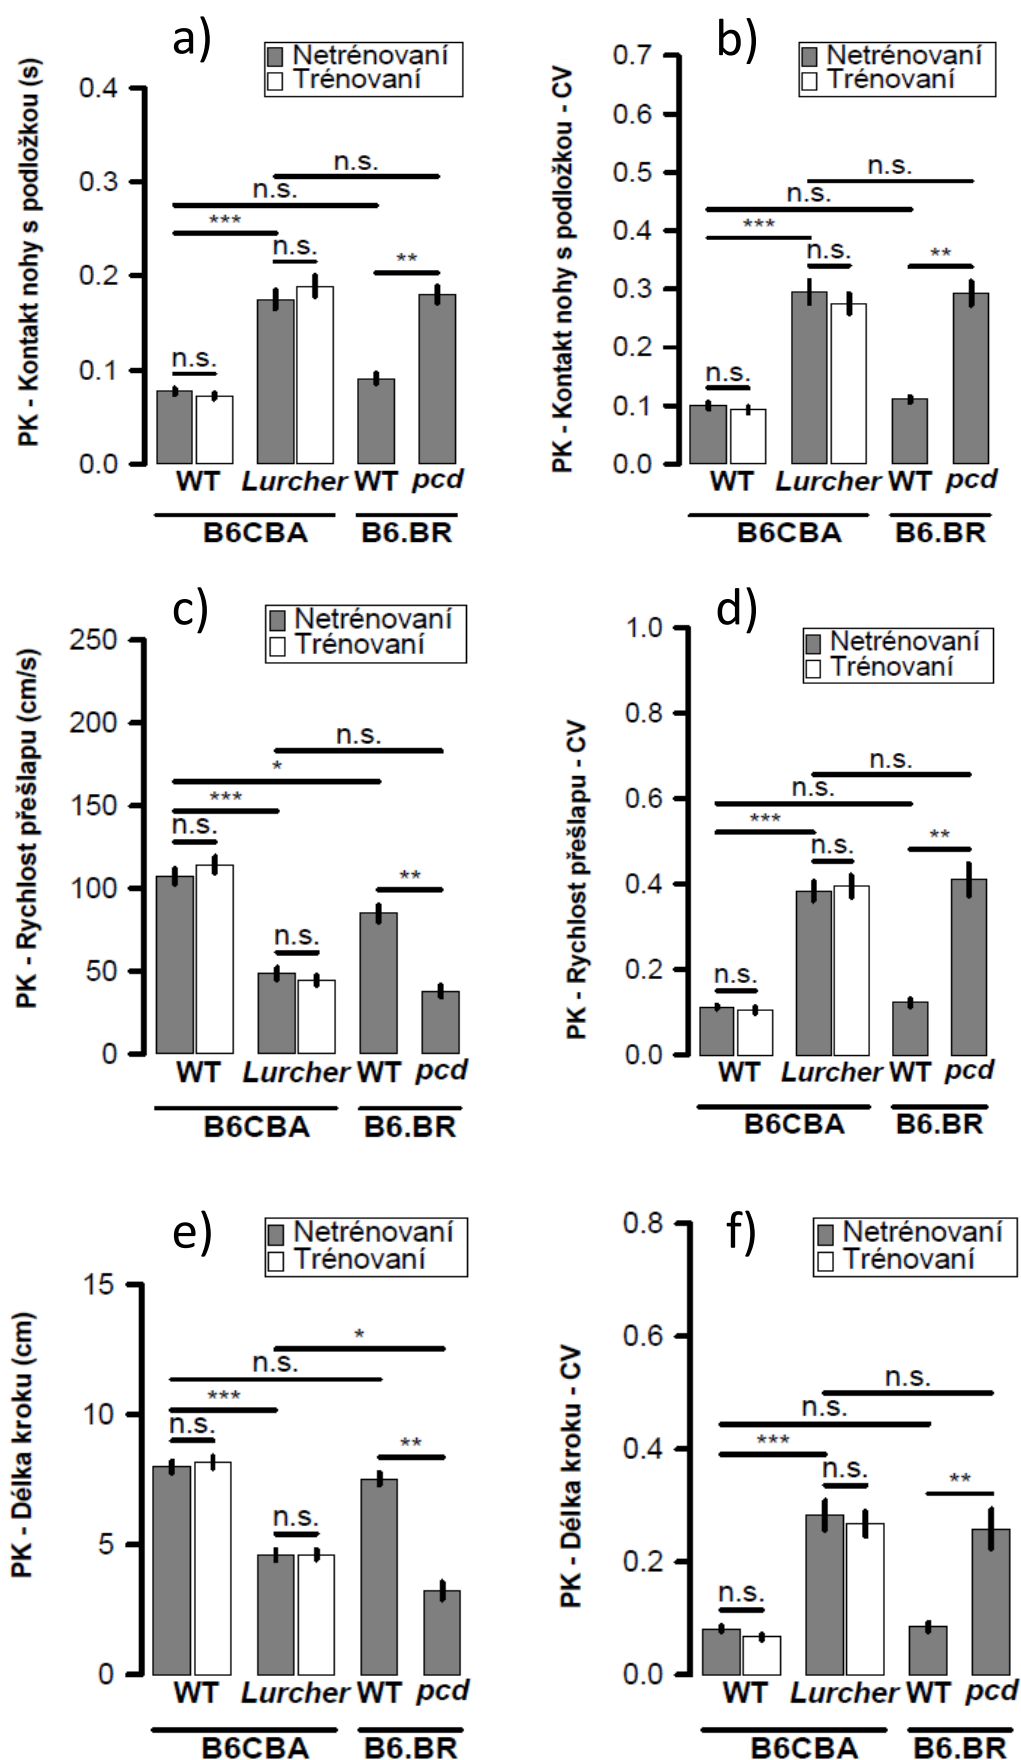 a)
Netrénovaní
Trénovaní
PK - Kontakt nohy s podložkou (s)
0.4
0.3
0.2
0.1
0.0
n.s.
n.s.
***
n.s.
**
n.s.
WT Lurcher WT pcd
B6CBA B6.BR
b)
Netrénovaní
Trénovaní
PK - Kontakt nohy s podložkou - CV
0.7
0.6
0.5
0.4
0.3
0.2
0.1
0.0
n.s.
n.s.
***
n.s.
**
n.s.
WT Lurcher WT pcd
B6CBA B6.BR
c)
Netrénovaní
Trénovaní
PK - Rychlost přešlapu (cm/s)
250
200
150
100
50
0
n.s.
*
***
n.s.
**
n.s.
WT Lurcher WT pcd
B6CBA B6.BR
d)
Netrénovaní
Trénovaní
PK - Rychlost přešlapu - CV
1.0
0.8
0.6
0.4
0.2
0.0
n.s.
n.s.
***
n.s.
**
n.s.
WT Lurcher WT pcd
B6CBA B6.BR
e)
Netrénovaní
Trénovaní
PK - Délka kroku (cm)
15
10
5
0
*
n.s.
***
n.s.
**
n.s.
WT Lurcher WT pcd
B6CBA B6.BR
f)
Netrénovaní
Trénovaní
PK - Délka kroku - CV
0.8
0.6
0.4
0.2
0.0
n.s.
n.s.
***
n.s.
**
n.s.
WT Lurcher WT pcd
B6CBA B6.BR